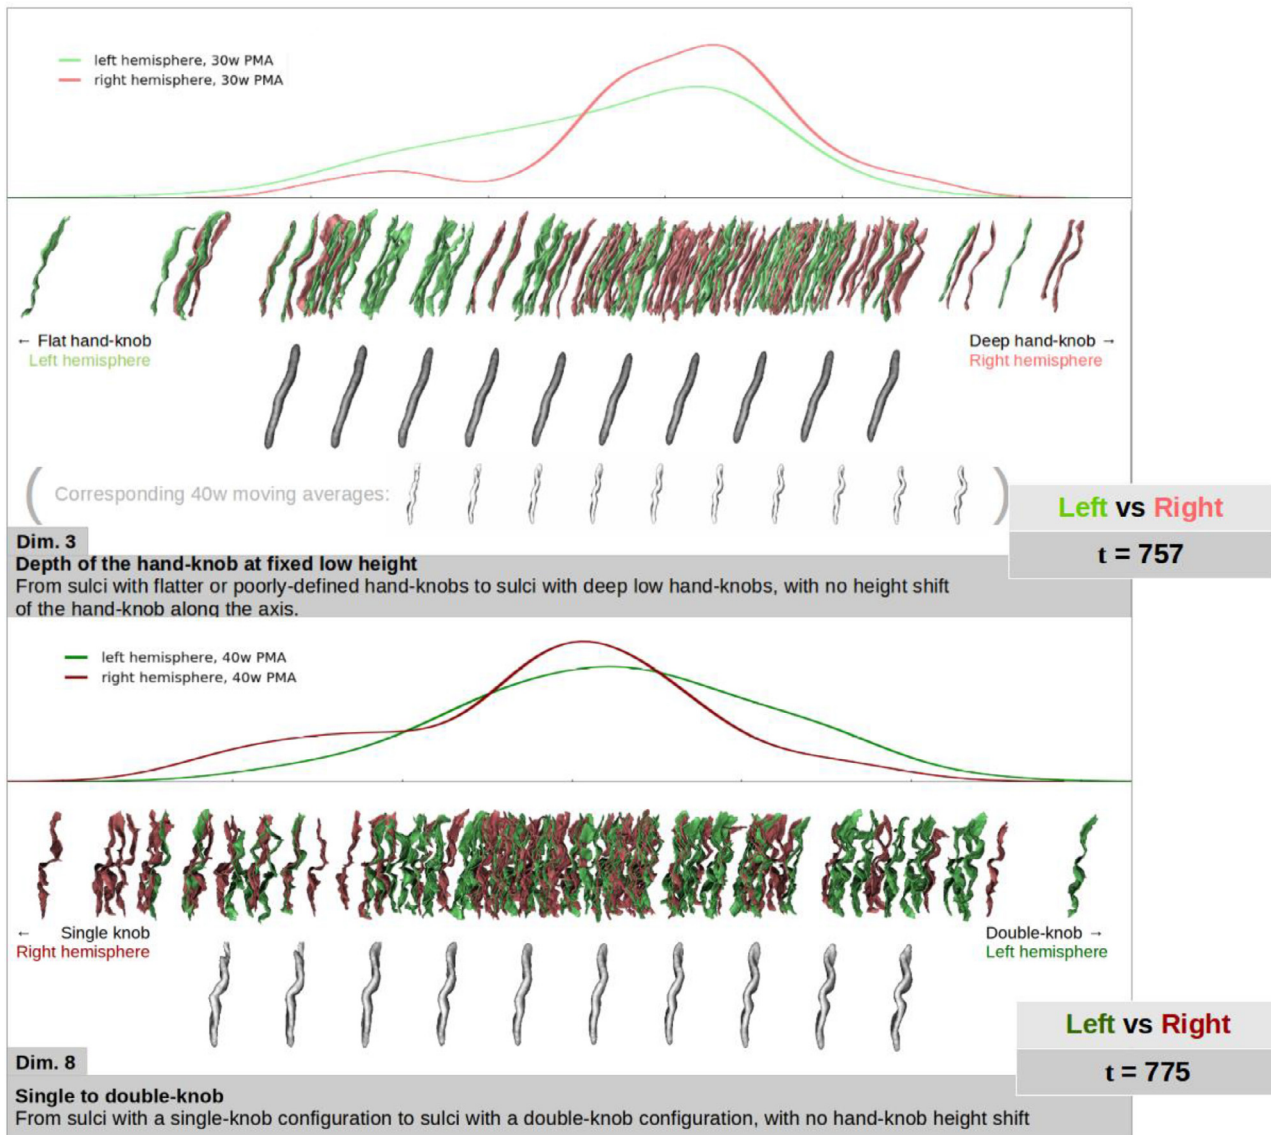 left hemisphere, 30w PMA
right hemisphere, 30w PMA
← Flat hand-knob
Left hemisphere
Deep hand-knob →
Right hemisphere
( Corresponding 40w moving averages: )
Left vs Right
t = 757
Dim. 3
Depth of the hand-knob at fixed low height
From sulci with flatter or poorly-defined hand-knobs to sulci with deep low hand-knobs, with no height shift
of the hand-knob along the axis.
left hemisphere, 40w PMA
right hemisphere, 40w PMA
← Single knob
Right hemisphere
Double-knob →
Left hemisphere
Left vs Right
t = 775
Dim. 8
Single to double-knob
From sulci with a single-knob configuration to sulci with a double-knob configuration, with no hand-knob height shift